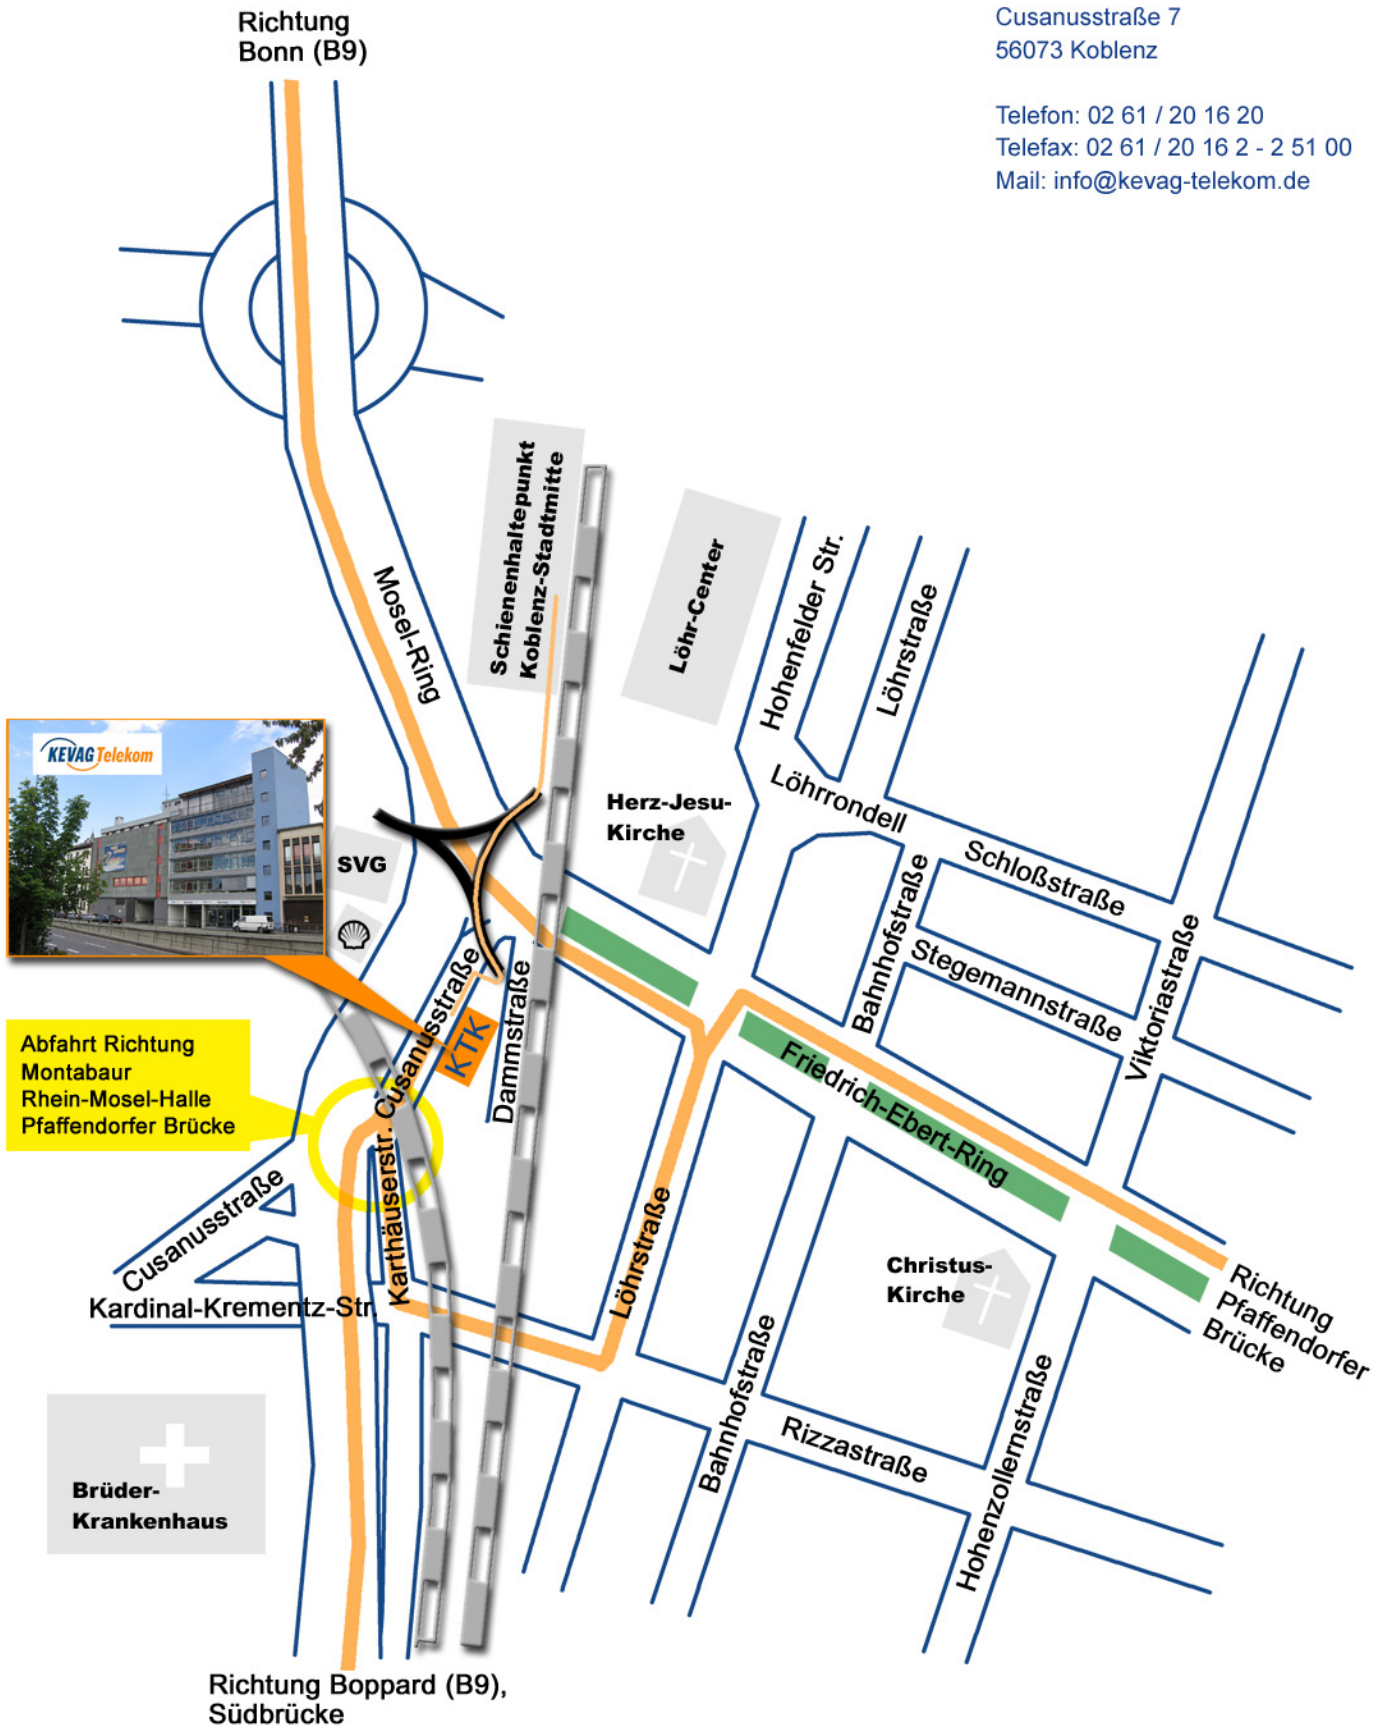 Richtung
Bonn (B9)
Cusanusstraße 7
56073 Koblenz
Telefon: 02 61 / 20 16 20
Telefax: 02 61 / 20 16 2 - 2 51 00
Mail: info@kevag-telekom.de
Schienenhaltepunkt
Koblenz-Stadtmitte
Löhr-Center
Hohenfelder Str.
Löhrstraße
Mosel-Ring
KEVAG Telekom
Herz-Jesu-
Kirche
Löhrrondell
SVG
Schloßstraße
Bahnhofstraße
Stegemannstraße
Viktoriastraße
Cusanusstraße
KTK
Dammstraße
Abfahrt Richtung
Montabaur
Rhein-Mosel-Halle
Pfaffendorfer Brücke
Friedrich-Ebert-Ring
Karthäuserstr.
Cusanusstraße
Löhrstraße
Kardinal-Krementz-Str.
Christus-
Kirche
Richtung
Pfaffendorfer
Brücke
Bahnhofstraße
Rizzastraße
Hohenzollernstraße
Brüder-
Krankenhaus
Richtung Boppard (B9),
Südbrücke